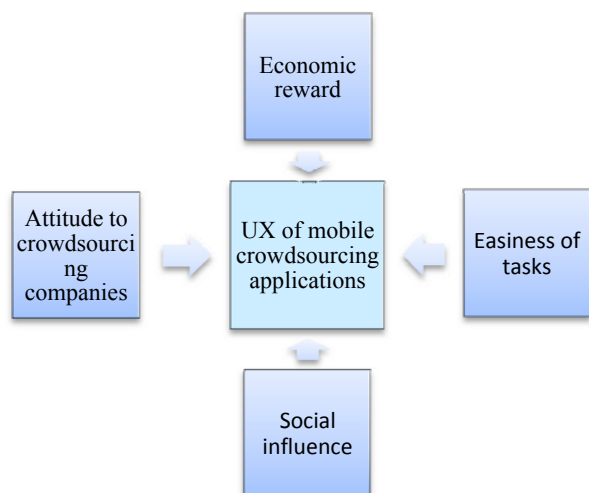 Economic
reward
Attitude to
crowdsourci
ng
companies
UX of mobile
crowdsourcing
applications
Easiness of
tasks
Social
influence